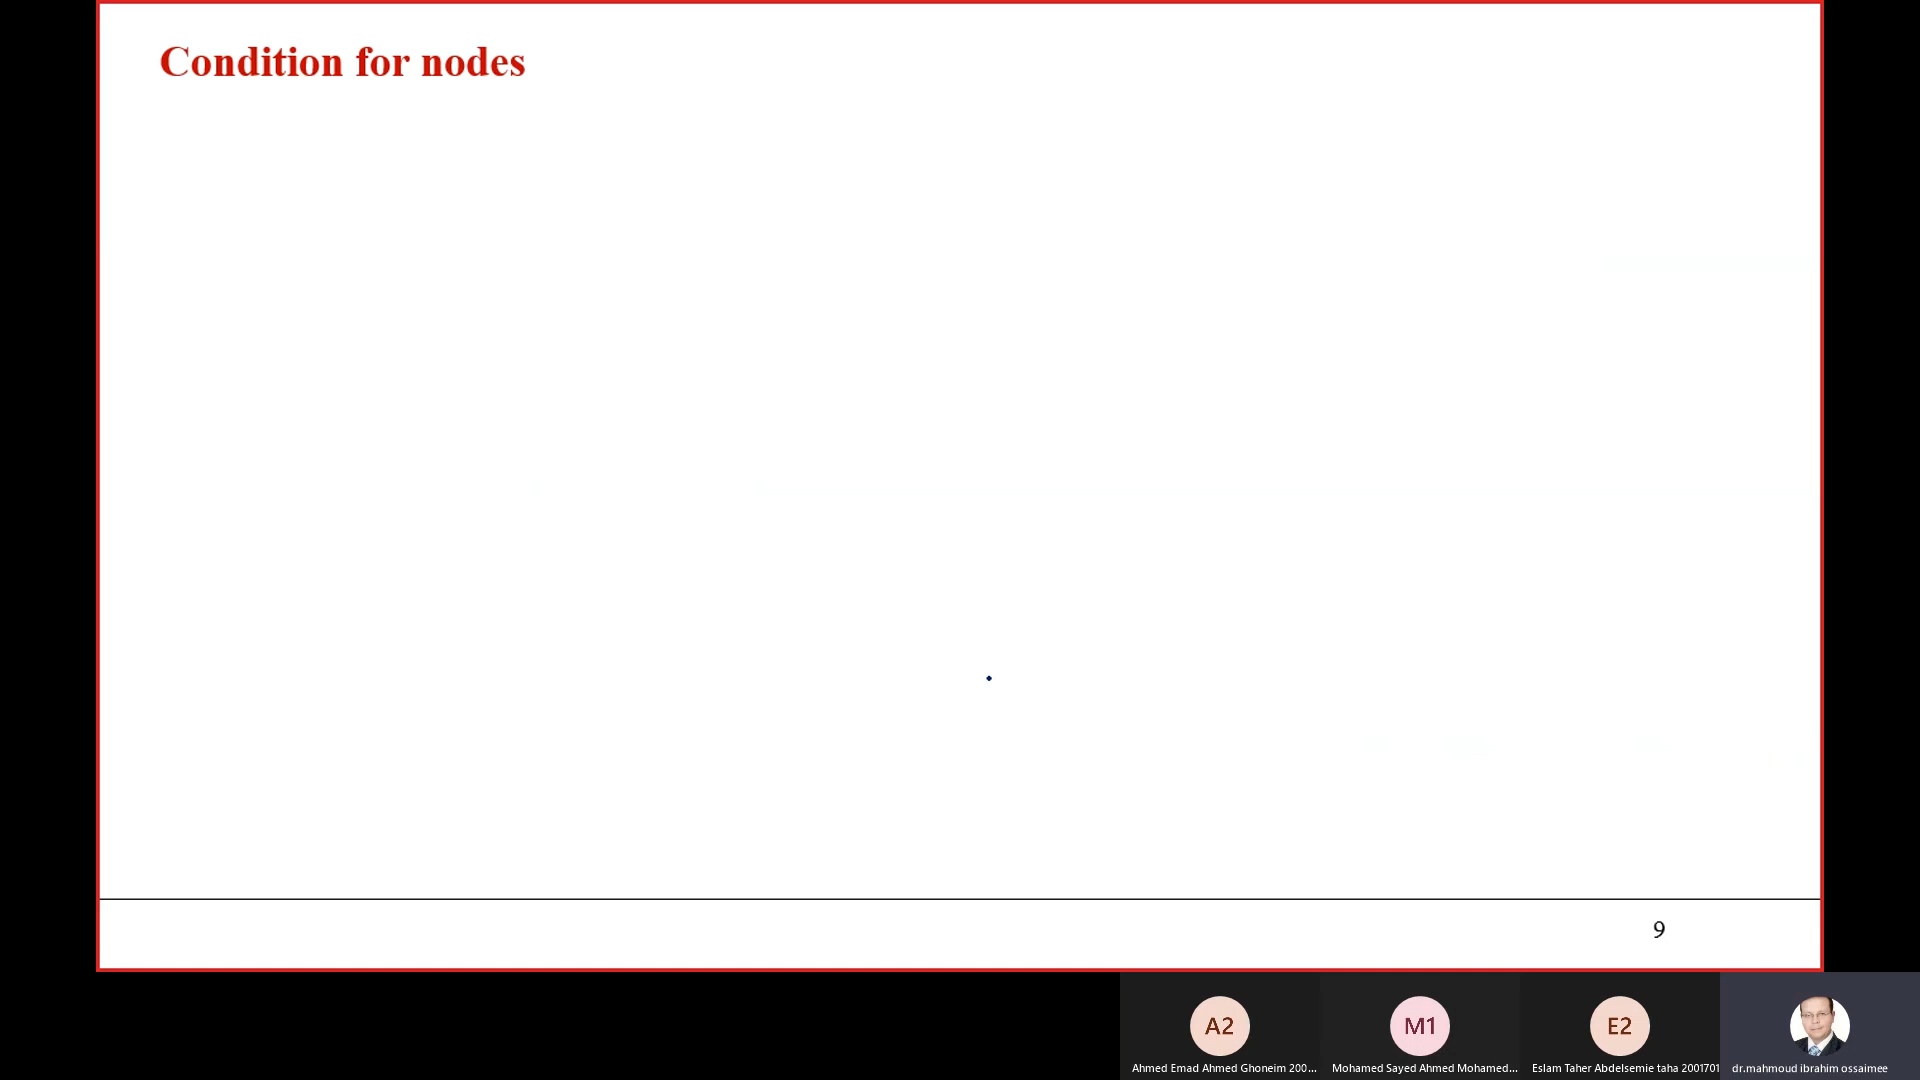 Condition for nodes
9
A2
M1
E2
Ahmed Emad Ahmed Ghoneim 200...
Mohamed Sayed Ahmed Mohamed...
Eslam Taher Abdelsemie taha 2001701
dr.mahmoud ibrahim ossaimee